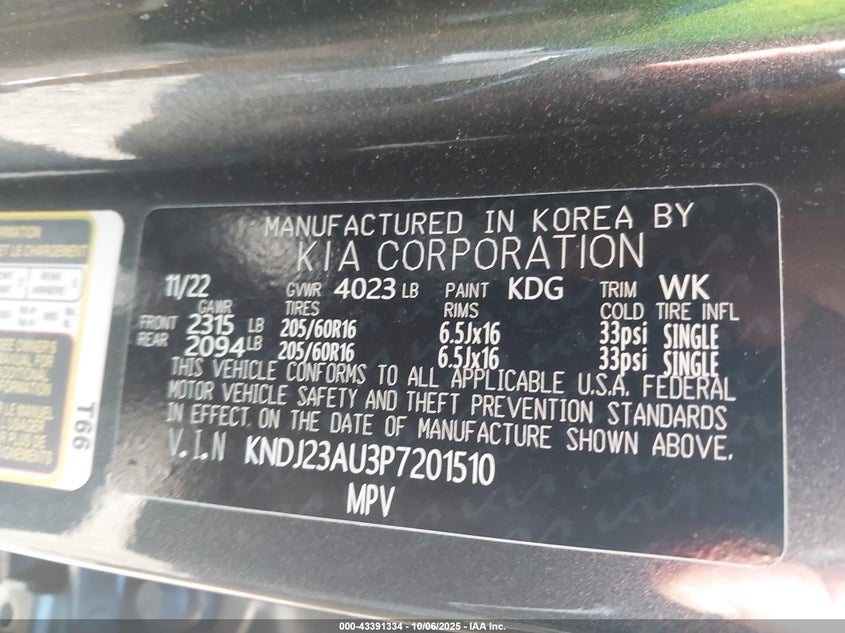 MANUFACTURED IN KOREA BY
KIA CORPORATION
11/22 GVWR 4023 LB PAINT KDG TRIM WK
GAWR TIRES RIMS COLD TIRE INFL
FRONT 2315 LB 205/60R16 6.5Jx16 33psi SINGLE
REAR 2094 LB 205/60R16 6.5Jx16 33psi SINGLE
THIS VEHICLE CONFORMS TO ALL APPLICABLE U.S.A. FEDERAL
MOTOR VEHICLE SAFETY AND THEFT PREVENTION STANDARDS
IN EFFECT ON THE DATE OF MANUFACTURE SHOWN ABOVE.
V.I.N KNDJ23AU3P7201510
MPV
T66
000-43391334 - 10/06/2025 - IAA Inc.